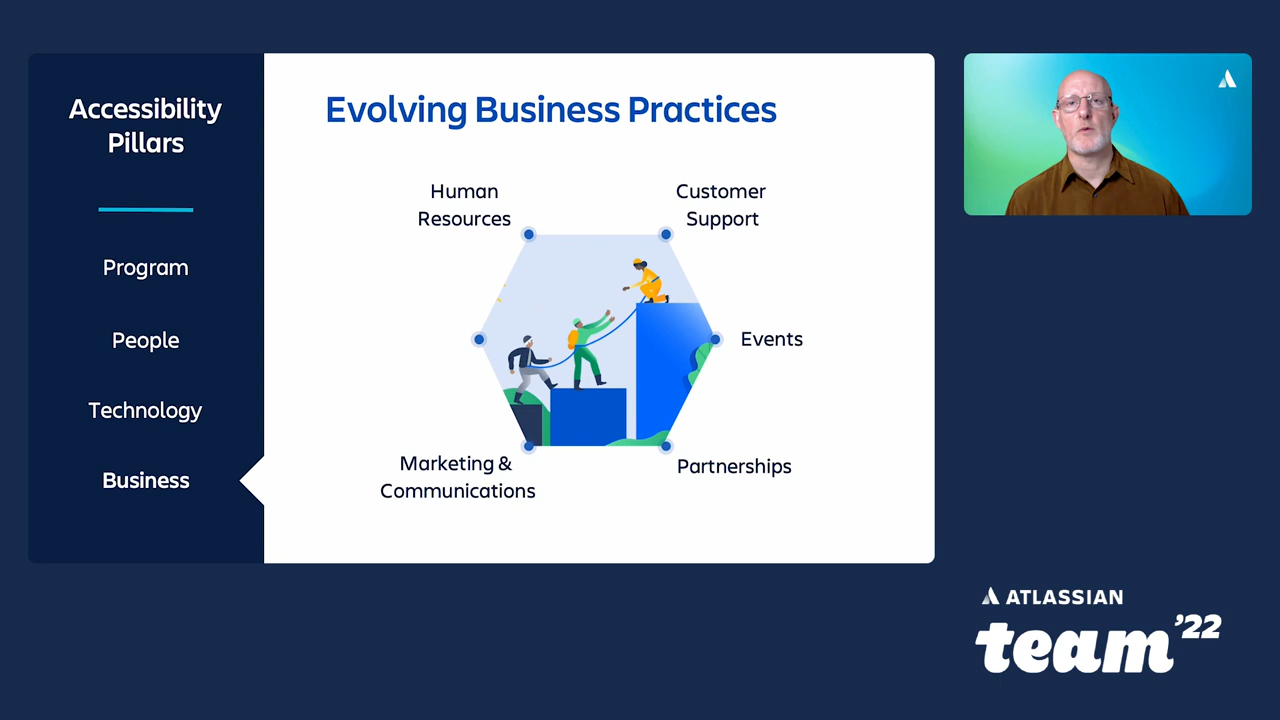 Accessibility
Pillars
Program
People
Technology
Business
Evolving Business Practices
Human
Resources
Customer
Support
Events
Marketing &
Communications
Partnerships
ATLASSIAN
team '22